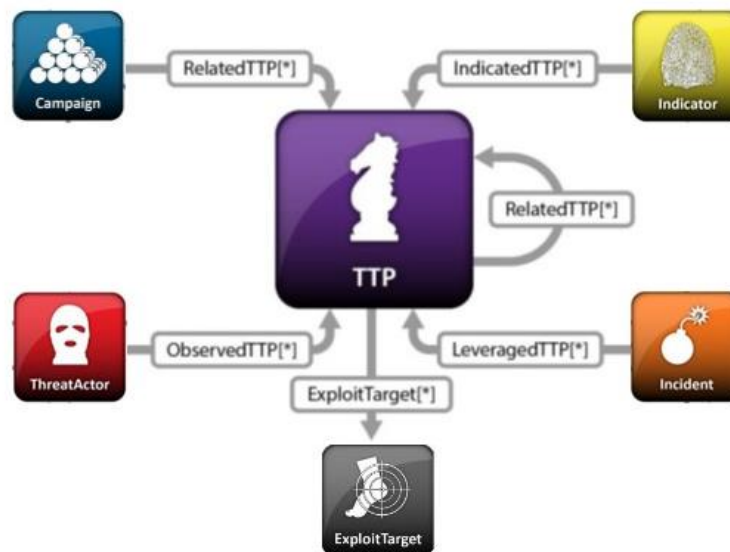 RelatedTTP[*]
IndicatedTTP[*]
Campaign
Indicator
RelatedTTP[*]
TTP
ObservedTTP[*]
LeveragedTTP[*]
ThreatActor
Incident
ExploitTarget[*]
ExploitTarget